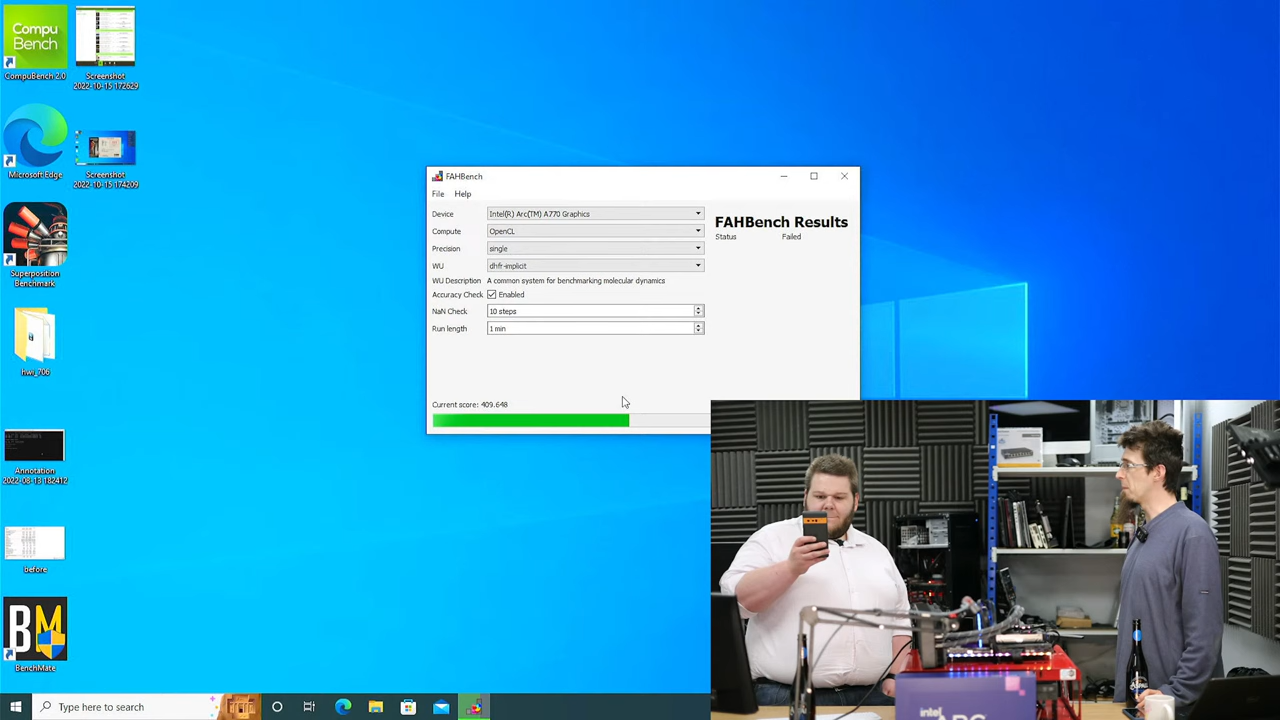 Compu
Bench
CompuBench 2.0
Screenshot
2022-10-15 172629
Microsoft Edge
Screenshot
2022-10-15 174209
Superposition
Benchmark
hwi_706
Annotation
2022-08-13 182412
before
BM
BenchMate
FAHBench
File Help
Device Intel(R) Arc(TM) A770 Graphics
Compute OpenCL
Precision single
WU dhfr-implicit
WU Description A common system for benchmarking molecular dynamics
Accuracy Check Enabled
NaN Check 10 steps
Run length 1 min
Current score: 409.648
FAHBench Results
Status Failed
Type here to search
intel
ARC